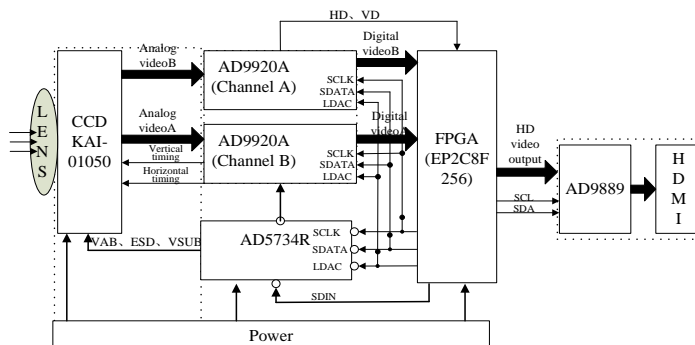 HD、VD
Analog
videoB
Digital
videoB
AD9920A
(Channel A)
SCLK
SDATA
LDAC
L
E
N
S
CCD
KAI-
01050
Analog
videoA
Digital
videoA
AD9920A
(Channel B)
SCLK
SDATA
LDAC
Vertical
timing
Horizontal
timing
FPGA
(EP2C8F
256)
HD
video
output
SCL
SDA
AD9889
H
D
M
I
VAB、ESD、VSUB
AD5734R
SCLK
SDATA
LDAC
SDIN
Power